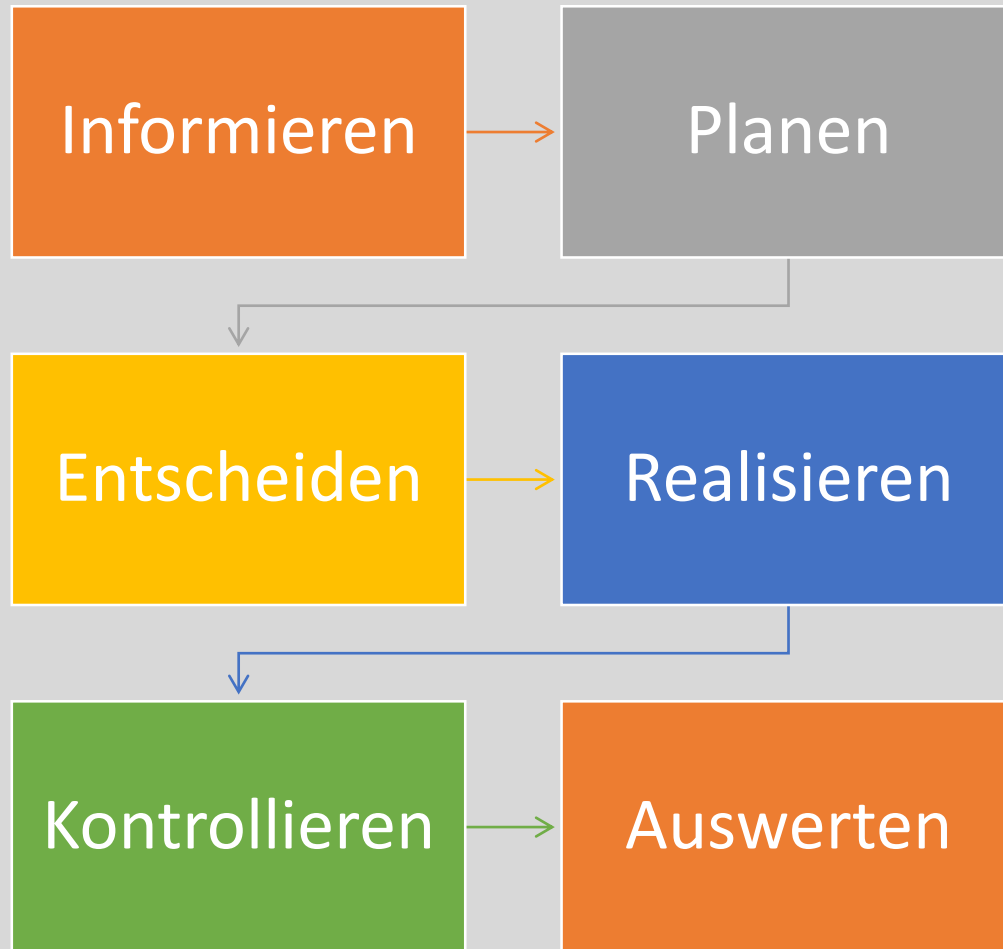 Informieren
Planen
Entscheiden
Realisieren
Kontrollieren
Auswerten